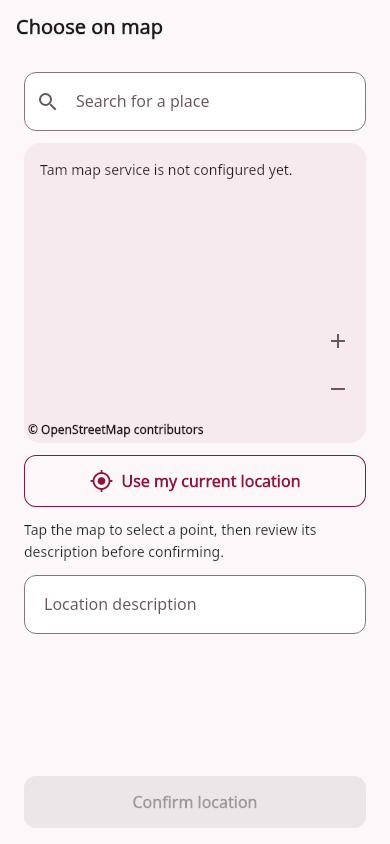 Choose on map
Search for a place
Tam map service is not configured yet.
© OpenStreetMap contributors
Use my current location
Tap the map to select a point, then review its
description before confirming.
Location description
Confirm location